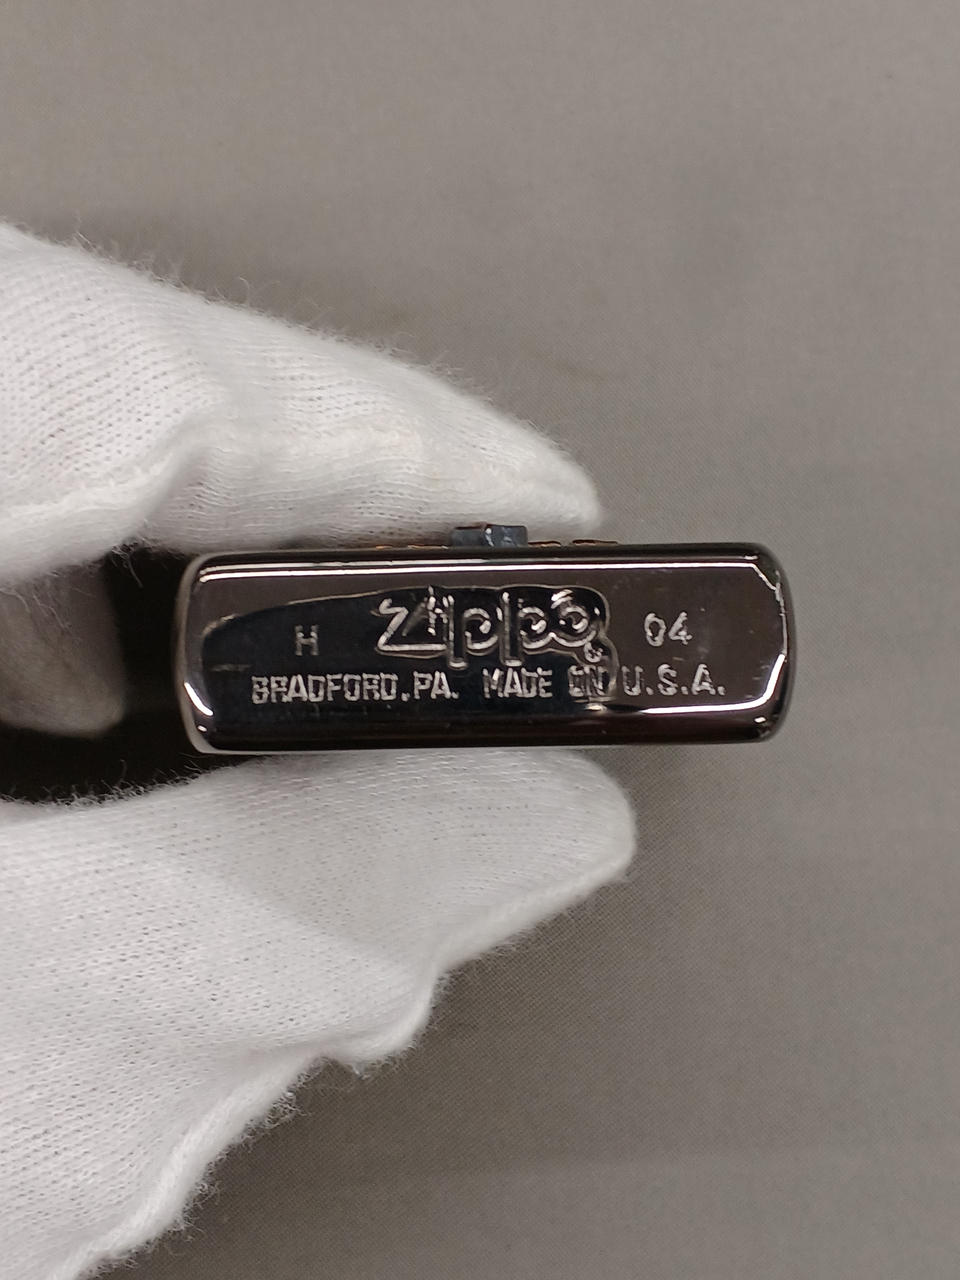 H Zippo® 04
BRADFORD,PA. MADE IN U.S.A.